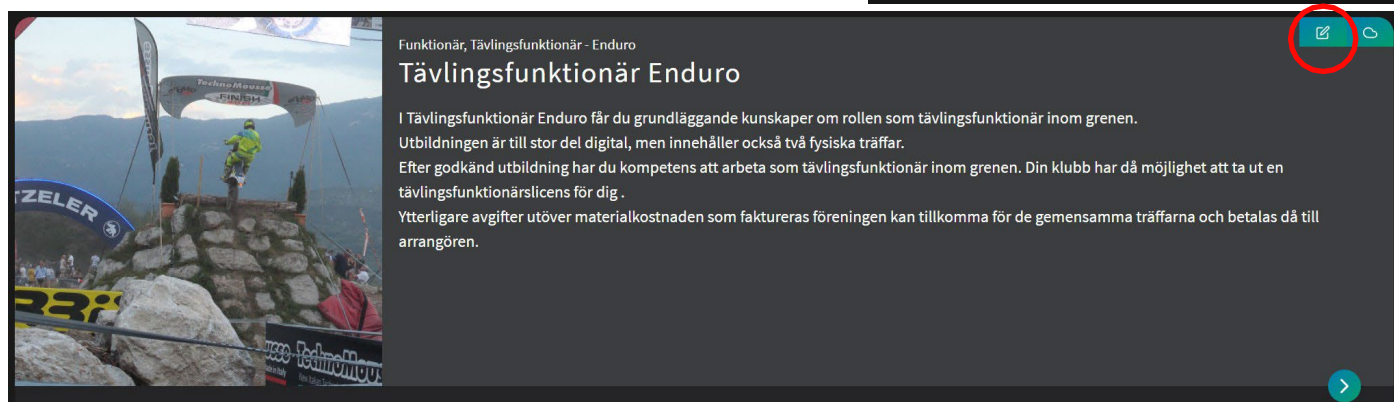 Funktionär, Tävlingsfunktionär - Enduro
Tävlingsfunktionär Enduro
I Tävlingsfunktionär Enduro får du grundläggande kunskaper om rollen som tävlingsfunktionär inom grenen.
Utbildningen är till stor del digital, men innehåller också två fysiska träffar.
Efter godkänd utbildning har du kompetens att arbeta som tävlingsfunktionär inom grenen. Din klubb har då möjlighet att ta ut en
tävlingsfunktionärslicens för dig .
Ytterligare avgifter utöver materialkostnaden som faktureras föreningen kan tillkomma för de gemensamma träffarna och betalas då till
arrangören.
TechnoMousse
FINISH
TZELER
TechnoMous